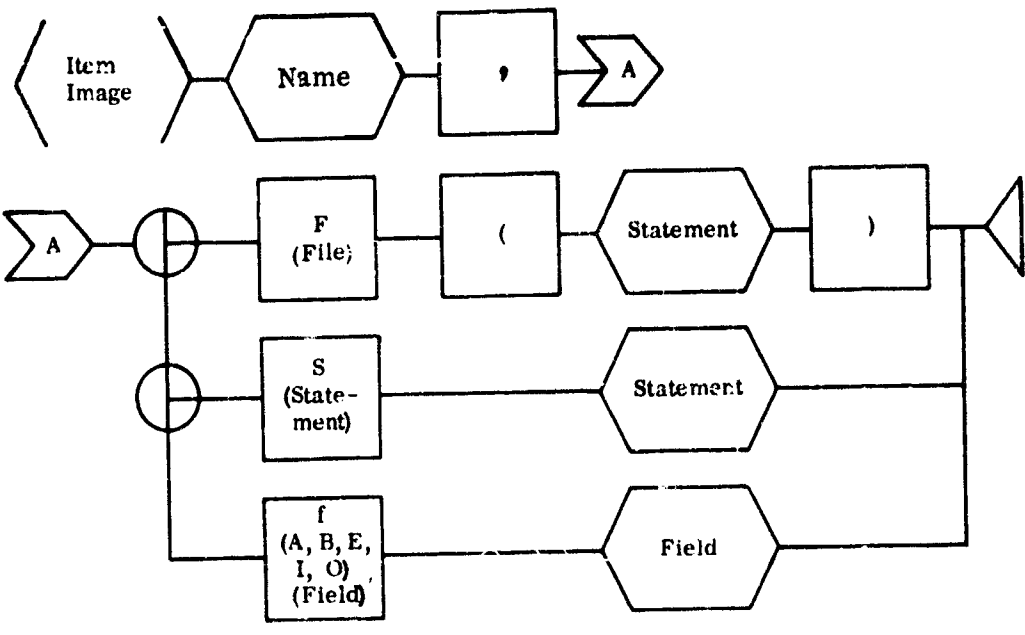 Item
Image
Name
,
A
A
F
(File)
(
Statement
)
S
(State-
ment)
Statement
f
(A, B, E,
I, O)
(Field)
Field